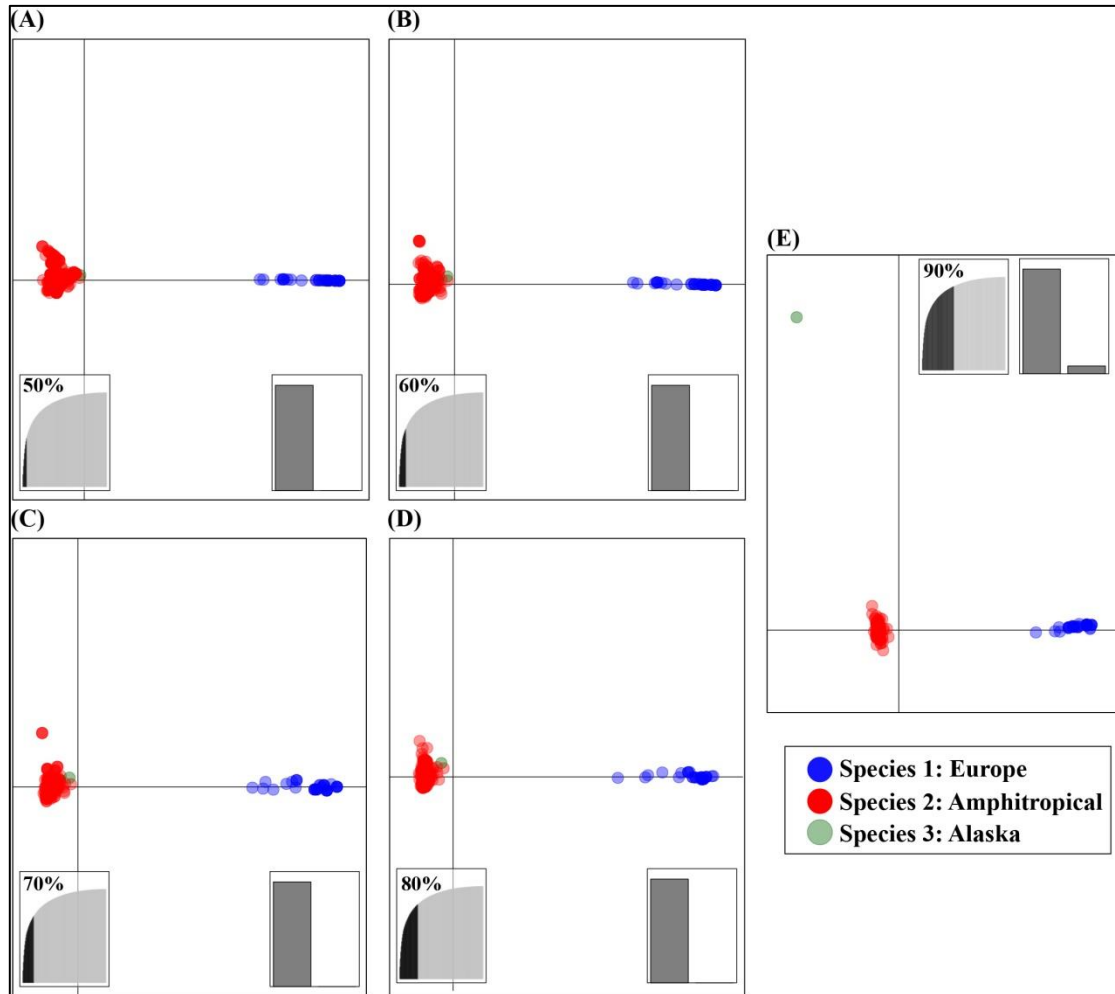 (A)
(B)
50%
60%
(C)
(D)
70%
80%
(E)
90%
Species 1: Europe
Species 2: Amphitropical
Species 3: Alaska